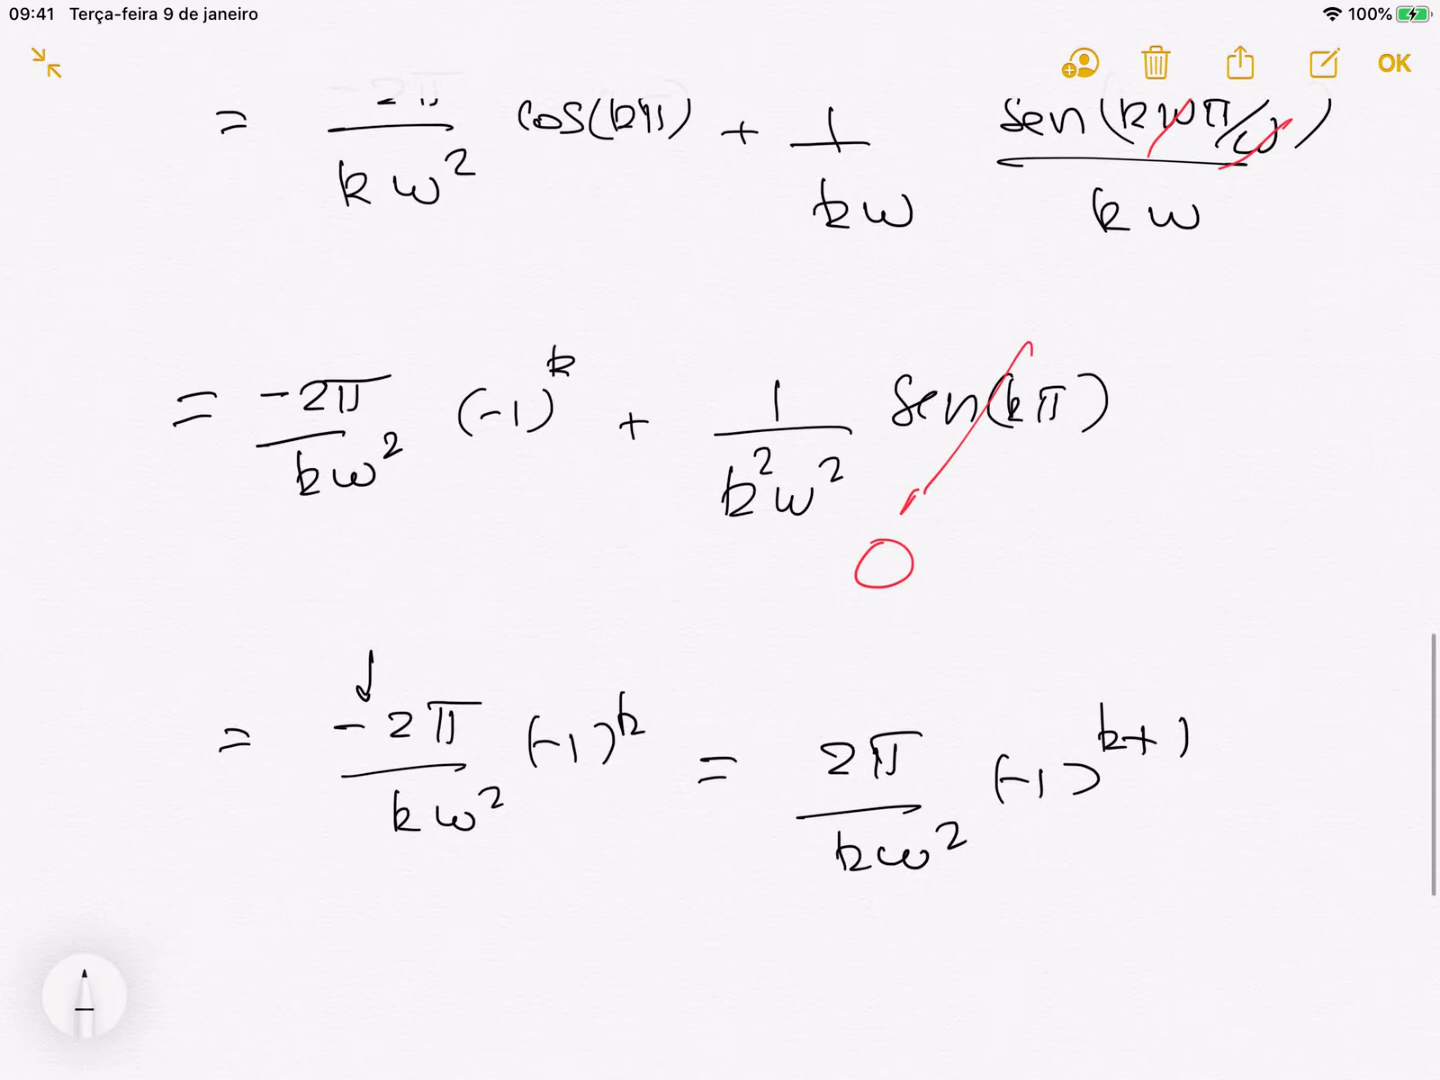 09:41 Terça-feira 9 de janeiro 100%
OK
= -2π/kω² cos(kπ) + 1/kω sen(kωπ/ω)/kω
= -2π/kω² (-1)^k + 1/k²ω² sen(kπ)
0
= -2π/kω² (-1)^k = 2π/kω² (-1)^k+1